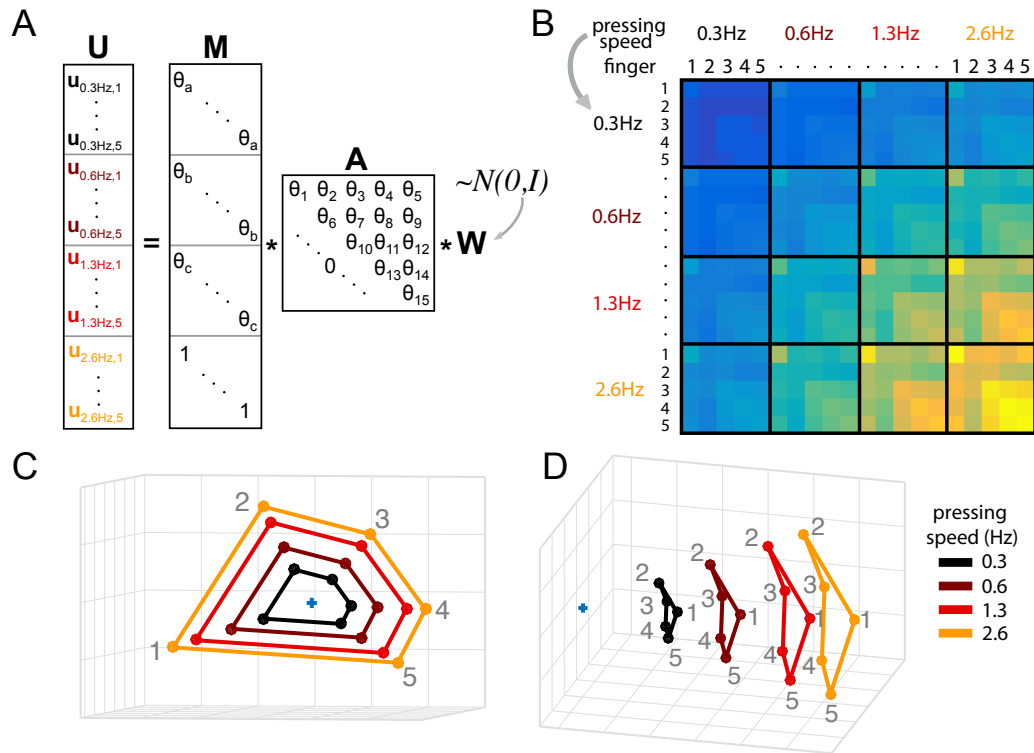 A
U
M
u0.3Hz,1
u0.3Hz,5
u0.6Hz,1
u0.6Hz,5
u1.3Hz,1
u1.3Hz,5
u2.6Hz,1
u2.6Hz,5
=
θa
θa
θb
θb
θc
θc
1
1
*
A
θ1 θ2 θ3 θ4 θ5
θ6 θ7 θ8 θ9
θ10 θ11 θ12
0 θ13 θ14
θ15
* W
~N(0,I)
B
pressing speed
finger
0.3Hz 0.6Hz 1.3Hz 2.6Hz
1 2 3 4 5 . . . . . . . . . . 1 2 3 4 5
0.3Hz
1
2
3
4
5
0.6Hz
1.3Hz
2.6Hz
1
2
3
4
5
C
2
3
4
1
5
D
2
3
1
4
5
2
3
1
4
5
2
3
1
4
5
2
3
1
4
5
pressing
speed (Hz)
0.3
0.6
1.3
2.6